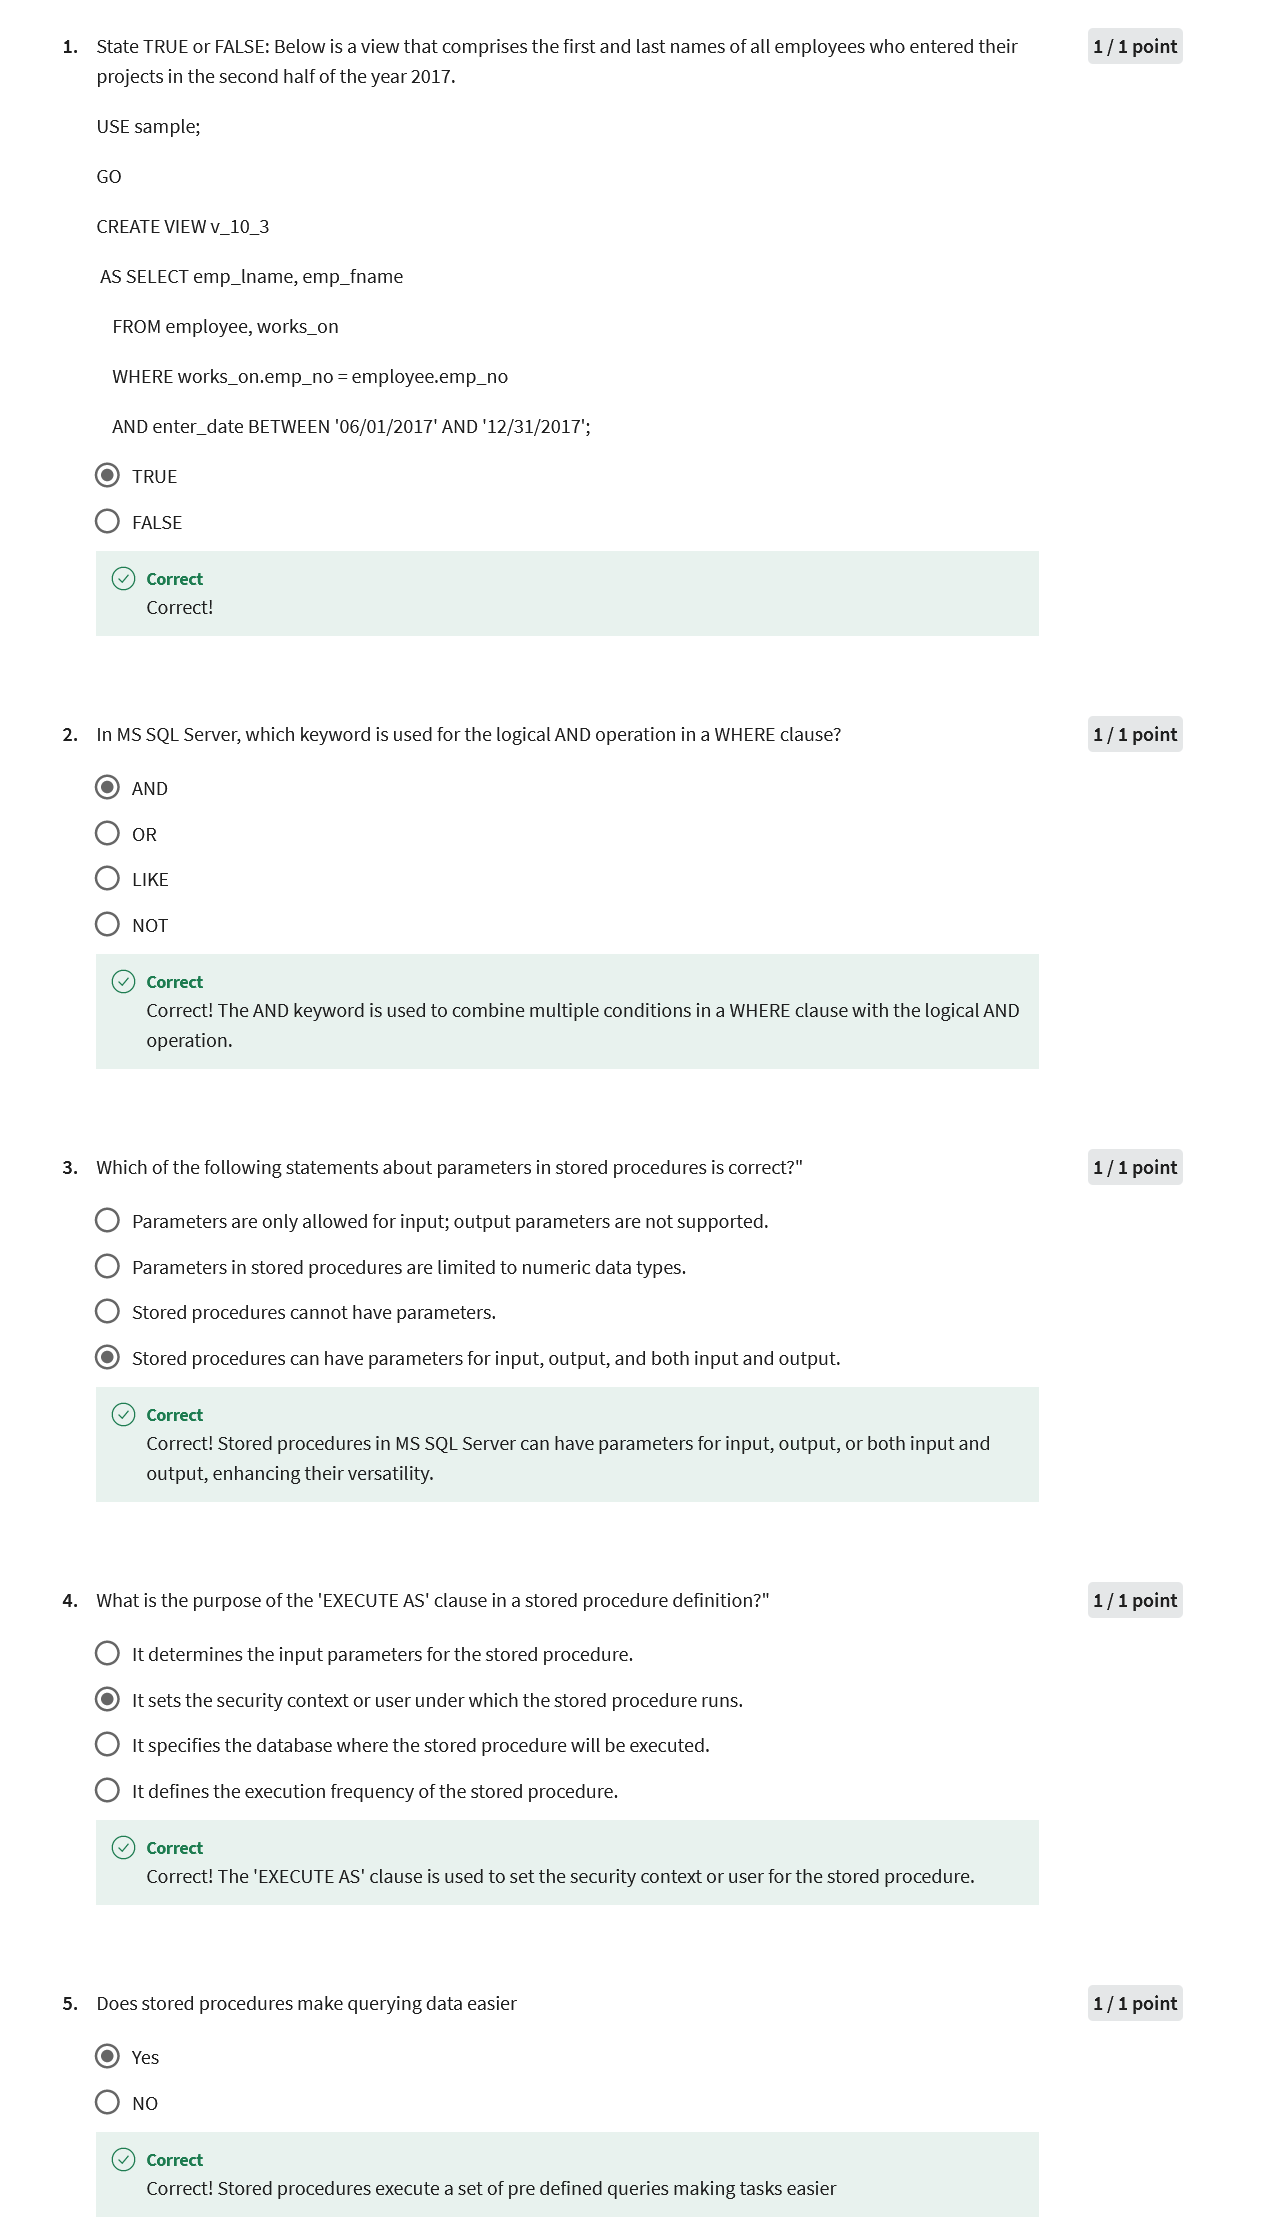 1. State TRUE or FALSE: Below is a view that comprises the first and last names of all employees who entered their
projects in the second half of the year 2017.
1 / 1 point
USE sample;
GO
CREATE VIEW v_10_3
AS SELECT emp_lname, emp_fname
FROM employee, works_on
WHERE works_on.emp_no = employee.emp_no
AND enter_date BETWEEN '06/01/2017' AND '12/31/2017';
TRUE
FALSE
Correct
Correct!
2. In MS SQL Server, which keyword is used for the logical AND operation in a WHERE clause?
1 / 1 point
AND
OR
LIKE
NOT
Correct
Correct! The AND keyword is used to combine multiple conditions in a WHERE clause with the logical AND
operation.
3. Which of the following statements about parameters in stored procedures is correct?"
1 / 1 point
Parameters are only allowed for input; output parameters are not supported.
Parameters in stored procedures are limited to numeric data types.
Stored procedures cannot have parameters.
Stored procedures can have parameters for input, output, and both input and output.
Correct
Correct! Stored procedures in MS SQL Server can have parameters for input, output, or both input and
output, enhancing their versatility.
4. What is the purpose of the 'EXECUTE AS' clause in a stored procedure definition?"
1 / 1 point
It determines the input parameters for the stored procedure.
It sets the security context or user under which the stored procedure runs.
It specifies the database where the stored procedure will be executed.
It defines the execution frequency of the stored procedure.
Correct
Correct! The 'EXECUTE AS' clause is used to set the security context or user for the stored procedure.
5. Does stored procedures make querying data easier
1 / 1 point
Yes
NO
Correct
Correct! Stored procedures execute a set of pre defined queries making tasks easier